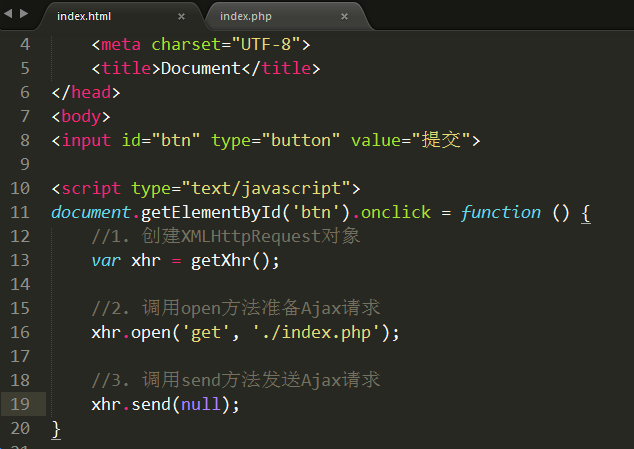 index.html × index.php ×
4 <meta charset="UTF-8">
5 <title>Document</title>
6 </head>
7 <body>
8 <input id="btn" type="button" value="提交">
9
10 <script type="text/javascript">
11 document.getElementById('btn').onclick = function () {
12 //1. 创建XMLHttpRequest对象
13 var xhr = getXhr();
14
15 //2. 调用open方法准备Ajax请求
16 xhr.open('get', './index.php');
17
18 //3. 调用send方法发送Ajax请求
19 xhr.send(null);
20 }